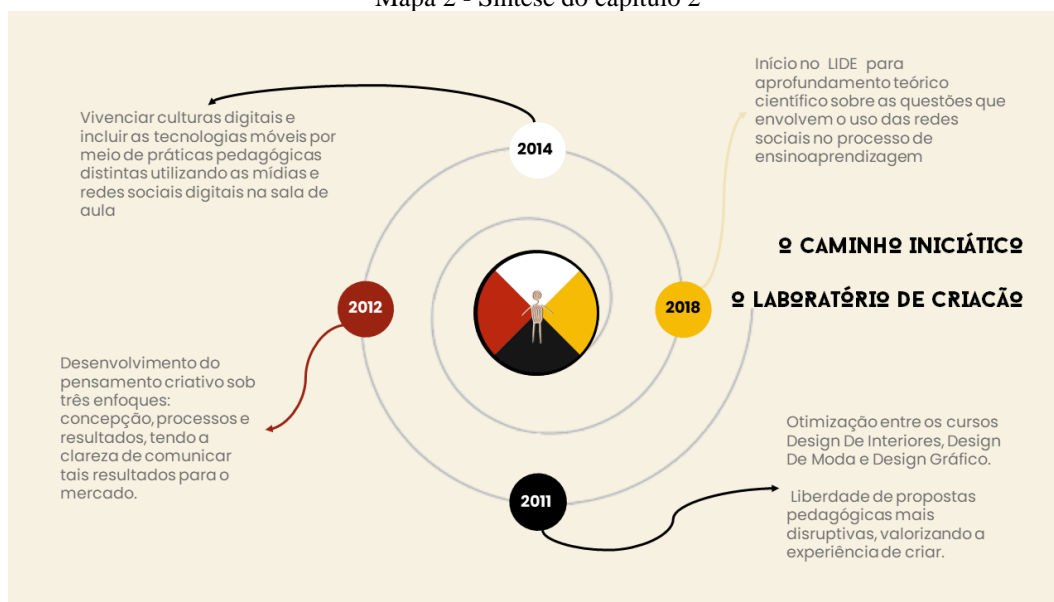 Mapa 2 - Síntese do capítulo 2
Início no LIDE para
aprofundamento teórico
científico sobre as questões que
envolvem o uso das redes
sociais no processo de
ensinoaprendizagem
Vivenciar culturas digitais e
incluir as tecnologias móveis por
meio de práticas pedagógicas
distintas utilizando as mídias e
redes sociais digitais na sala de
aula
2014
O CAMINHO INICIÁTICO
O LABORATÓRIO DE CRIACÃO
2012
2018
Desenvolvimento do
pensamento criativo sob
três enfoques:
concepção, processos e
resultados, tendo a
clareza de comunicar
tais resultados para o
mercado.
Otimização entre os cursos
Design De Interiores, Design
De Moda e Design Gráfico.
Liberdade de propostas
pedagógicas mais
disruptivas, valorizando a
experiência de criar.
2011